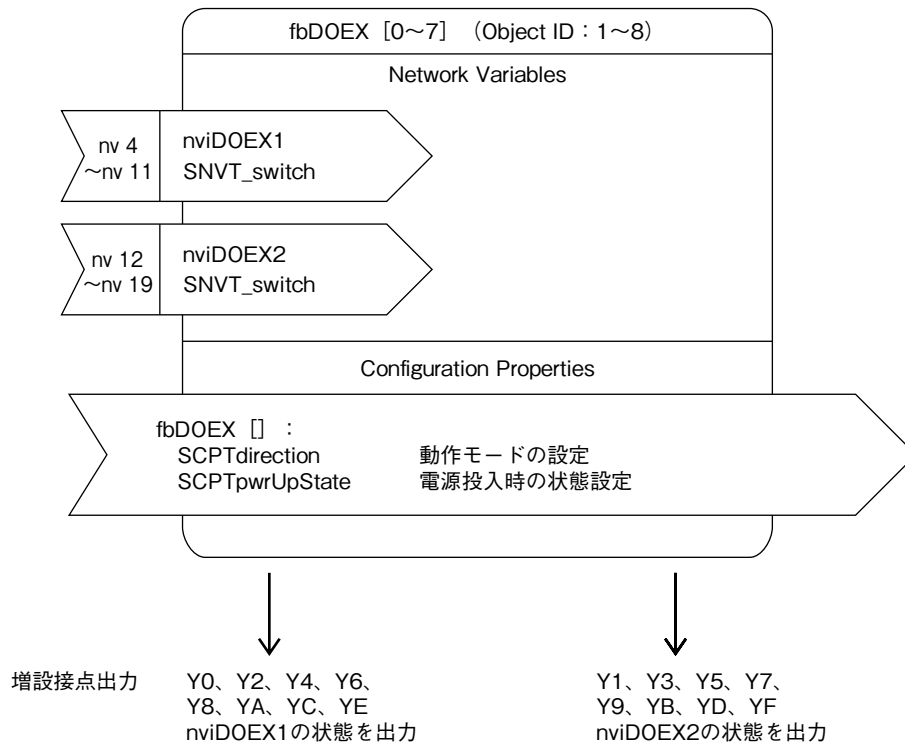 fbDOEX [0～7] （Object ID：1～8）
Network Variables
nv 4
～nv 11
nviDOEX1
SNVT_switch
nv 12
～nv 19
nviDOEX2
SNVT_switch
Configuration Properties
fbDOEX []：
SCPTdirection 動作モードの設定
SCPTpwrUpState 電源投入時の状態設定
増設接点出力
Y0、Y2、Y4、Y6、
Y8、YA、YC、YE
nviDOEX1の状態を出力
Y1、Y3、Y5、Y7、
Y9、YB、YD、YF
nviDOEX2の状態を出力